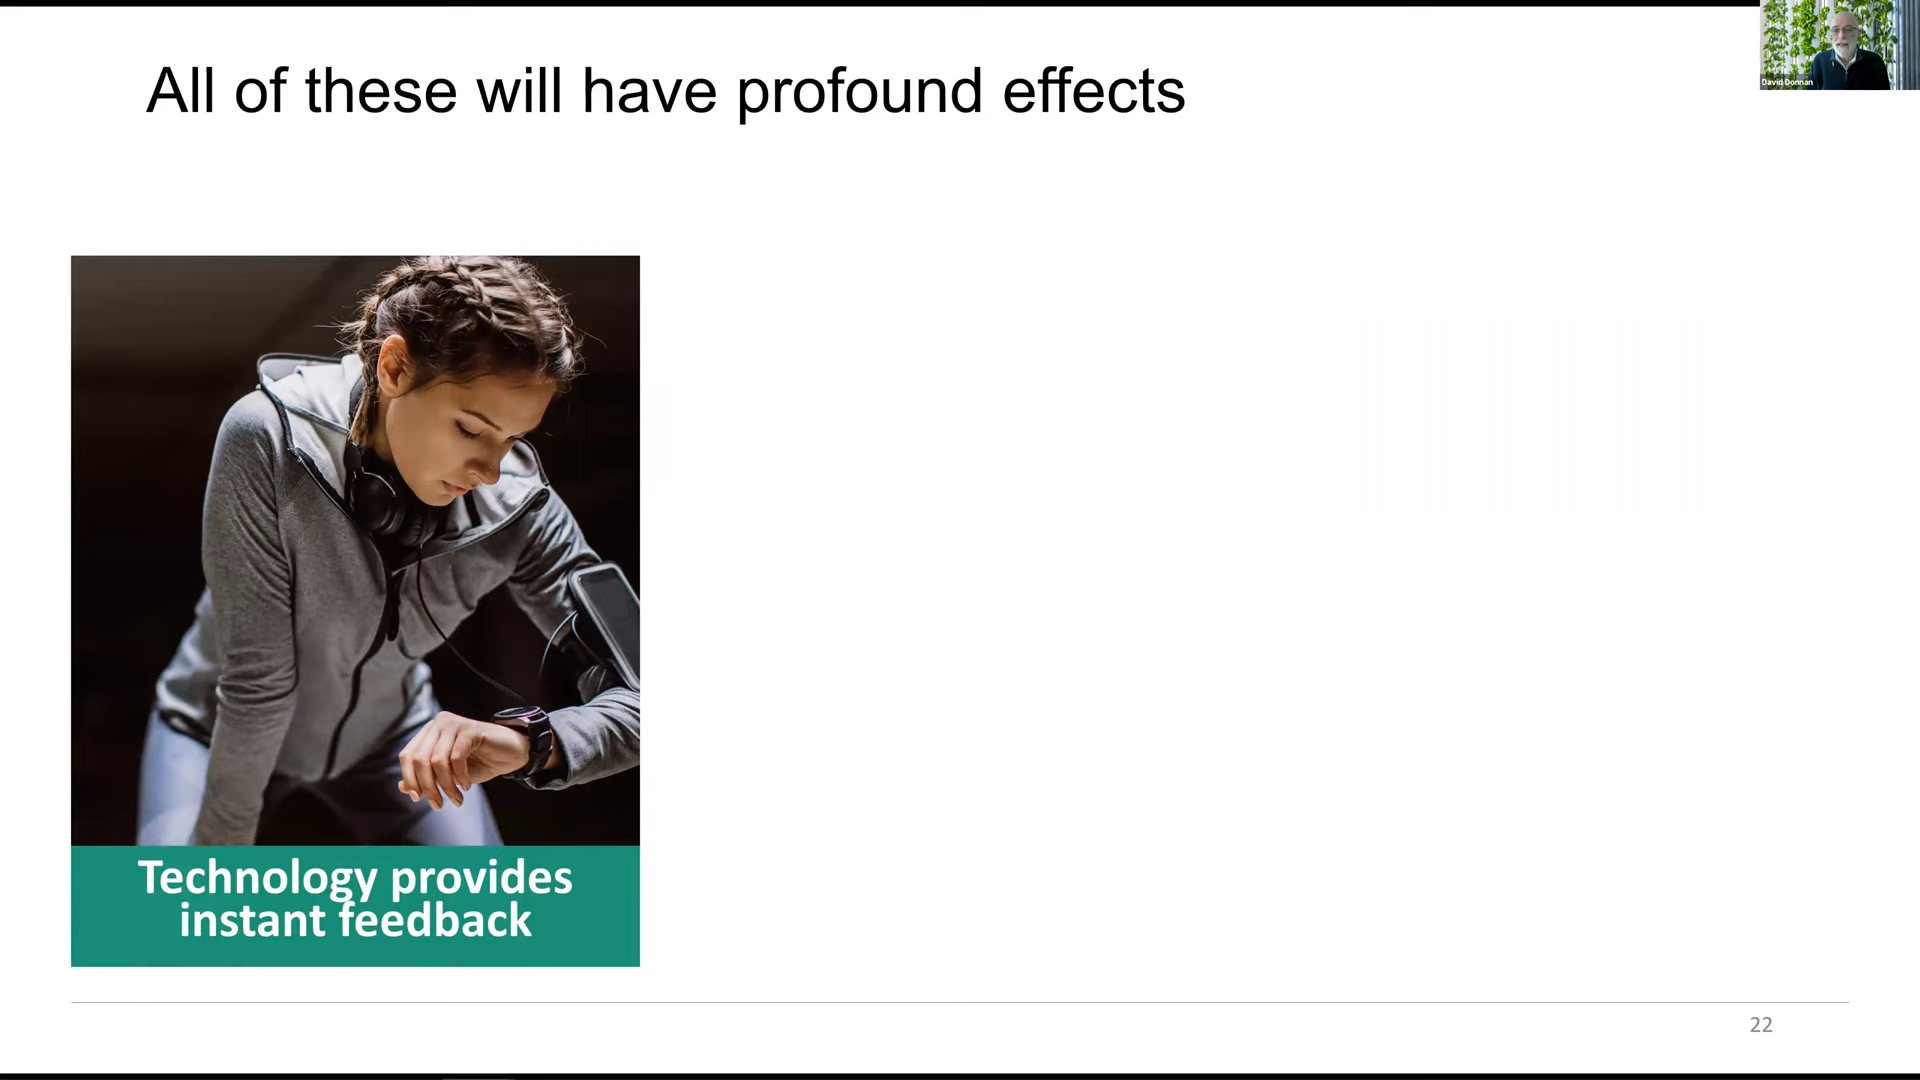 All of these will have profound effects
David Donnan
Technology provides
instant feedback
22